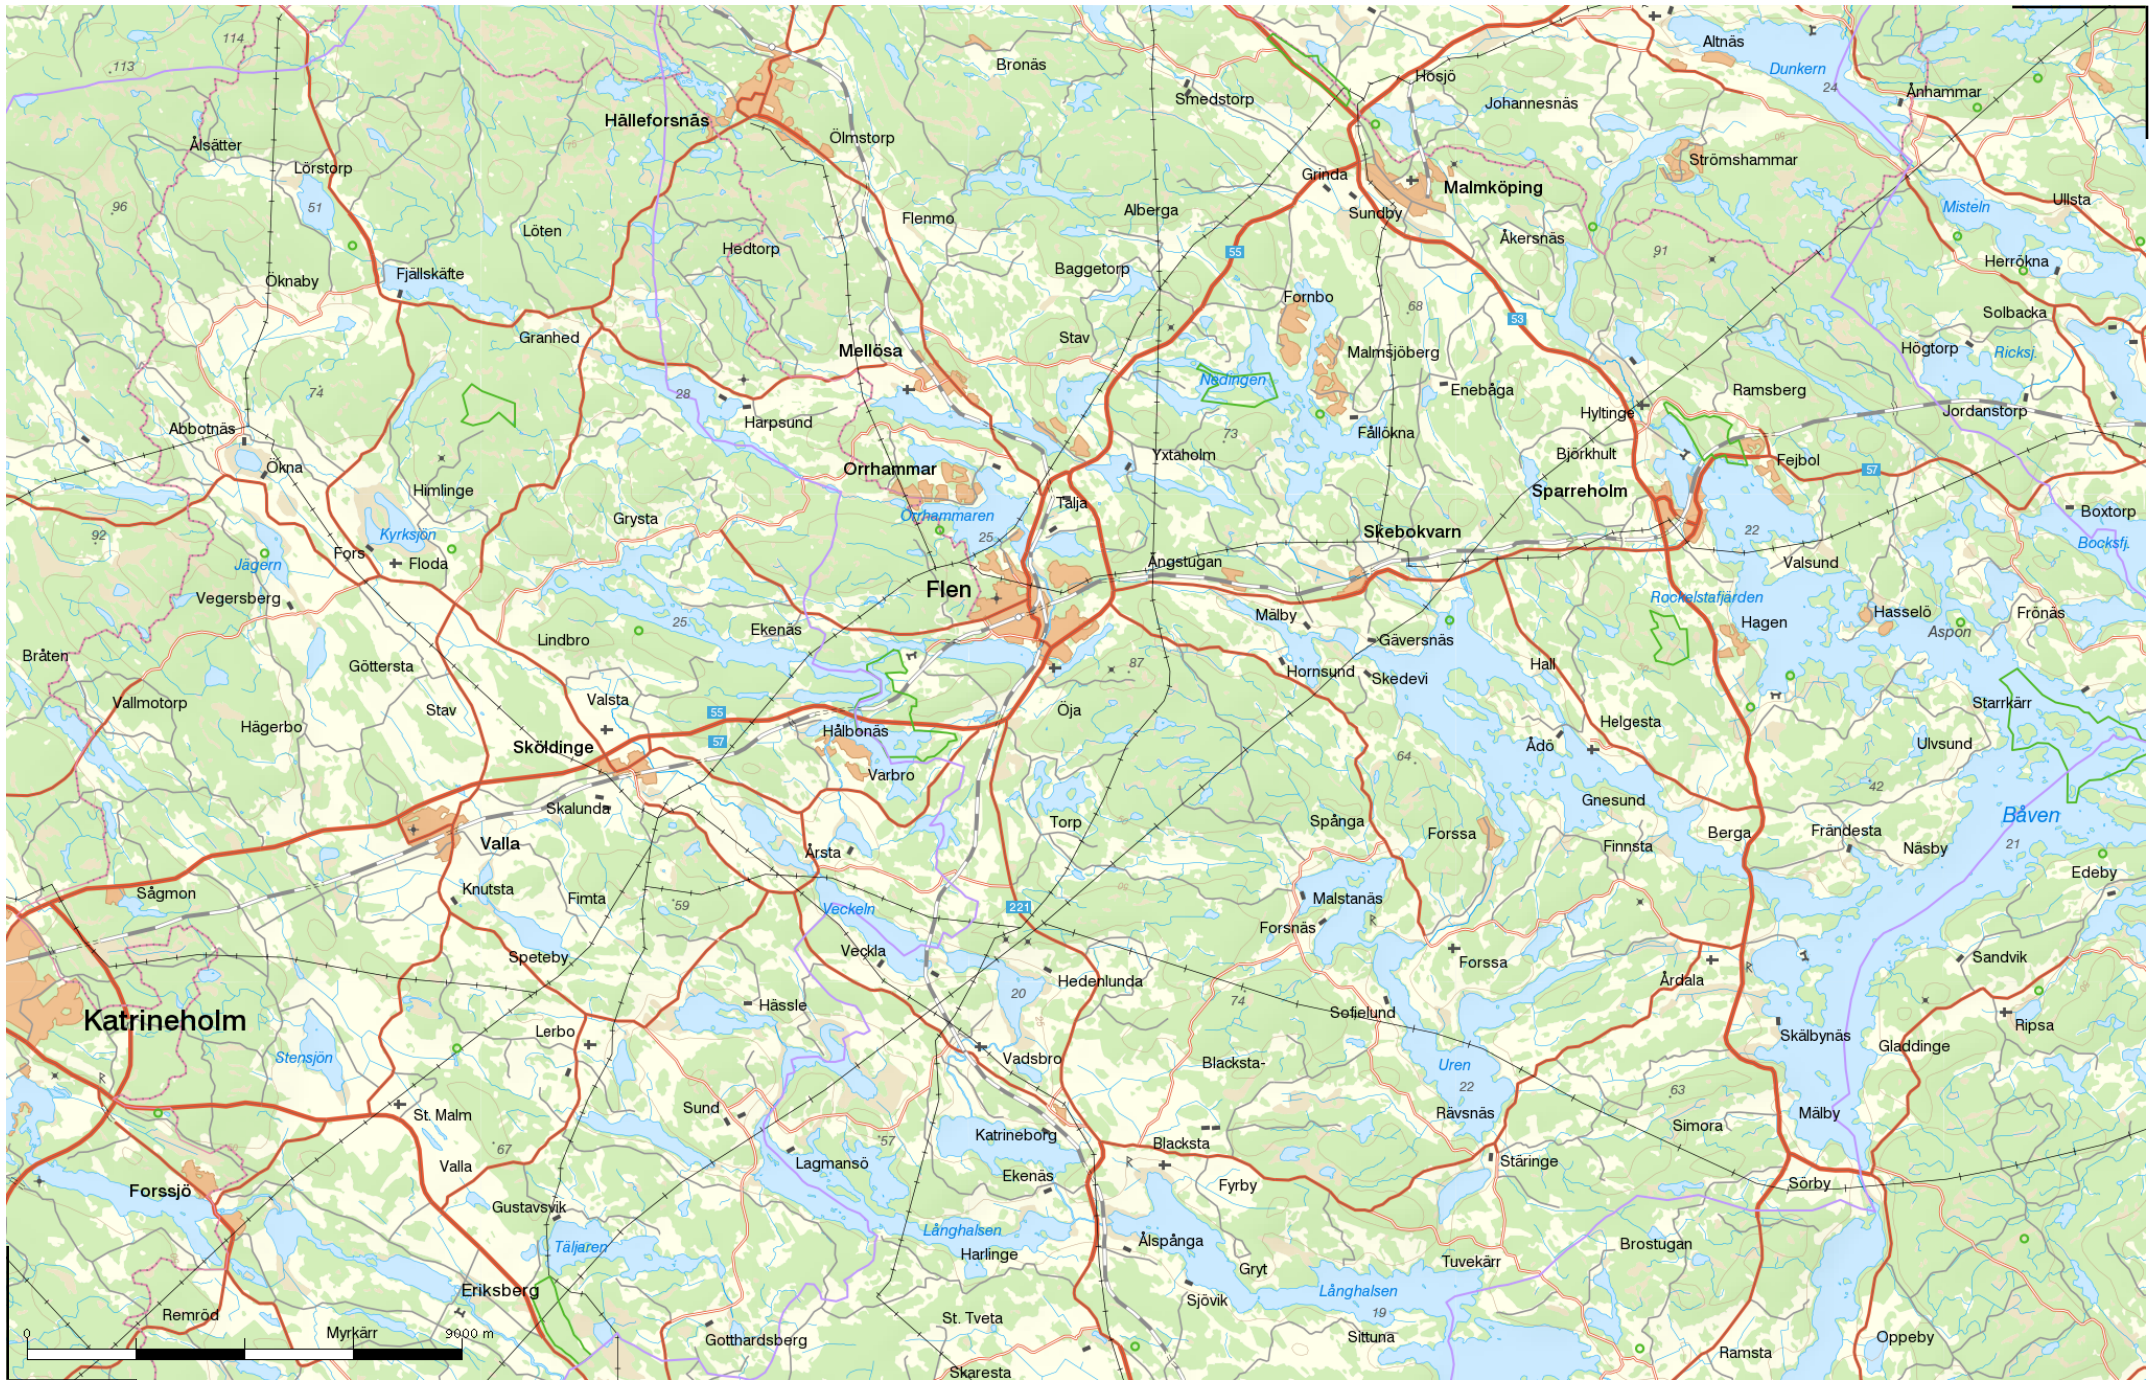 114
113
Bronäs
Hösjö
Altnäs
Dunkern
24
Ånhammar
Smedstorp
Johannesnäs
Hälleforsnäs
Ölmstorp
Ålsätter
Lörstorp
Strömshammar
Grinda
Malmköping
96
51
Löten
Flenmo
Alberga
Sundby
Ullsta
Misteln
Hedtorp
Åkersnäs
91
55
Herrökna
Öknaby
Fjällskäfte
Baggetorp
Fornbo
68
53
Solbacka
Granhed
Mellösa
Stav
Malmsjöberg
Högtorp
Ricksj.
74
28
Nedingen
Enebåga
Ramsberg
Harpsund
Hyltinge
Jordanstorp
Abbotnäs
73
Fållökna
Ökna
Orrhammar
Yxtaholm
Björkhult
Fejbol
57
Himlinge
Sparreholm
Grysta
Orrhammaren
Tälja
Boxtorp
92
Kyrksjön
25
Skebokvarn
22
Bocksfj.
Fors
Jägern
Floda
Ångstugan
Valsund
Vegersberg
Flen
Rockelstafjärden
Hasselö
Frönäs
25
Ekenäs
Mälby
Hagen
Aspön
Lindbro
Gäversnäs
Bråten
Göttersta
87
Hornsund
Skedevi
Hall
Vallmotorp
Valsta
Stav
Öja
Starrkärr
Hägerbo
55
57
Hålbonäs
Helgesta
Sköldinge
Ådö
Ulvsund
64
Varbro
42
Skalunda
Gnesund
Torp
Spånga
Forssa
Berga
Frändesta
Båven
Valla
Årsta
Finnsta
Näsby
21
Edeby
Sågmon
Knutsta
Fimta
59
Veckeln
221
Malstanäs
Forsnäs
Speteby
Veckla
Forssa
Sandvik
Hedenlunda
Årdala
20
74
Hässle
Katrineholm
Sofielund
Lerbo
Skälbynäs
Ripsa
Gladdinge
Stensjön
Vadsbro
Blacksta-
Uren
22
63
Sund
St. Malm
Rävsnäs
Mälby
Simora
67
57
Katrineborg
Blacksta
Valla
Lagmansö
Stäringe
Forssjö
Ekenäs
Fyrby
Sörby
Gustavsvik
Långhalsen
Täljaren
Harlinge
Ålspånga
Brostugan
Gryt
Tuvekärr
Eriksberg
Långhalsen
Sjövik
19
Remröd
St. Tveta
0
Myrkärr
9000 m
Gotthardsberg
Sittuna
Oppeby
Ramsta
Skaresta